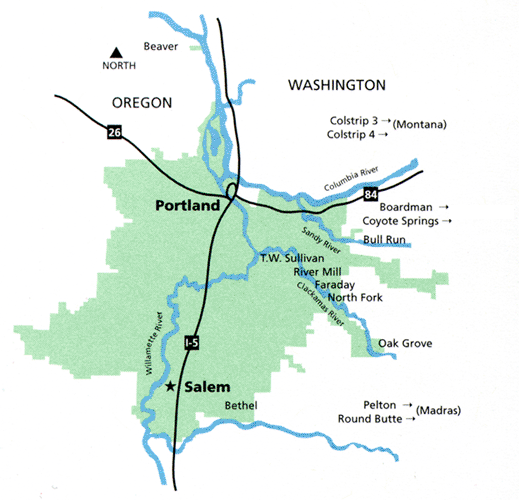 Beaver
NORTH
OREGON
WASHINGTON
Colstrip 3 →
Colstrip 4 →
(Montana)
26
Columbia River
84
Portland
Boardman →
Coyote Springs →
Sandy River
Bull Run
T.W. Sullivan
River Mill
Faraday
North Fork
Clackamas River
Willamette River
I-5
Oak Grove
Salem
Bethel
Pelton →
Round Butte →
(Madras)